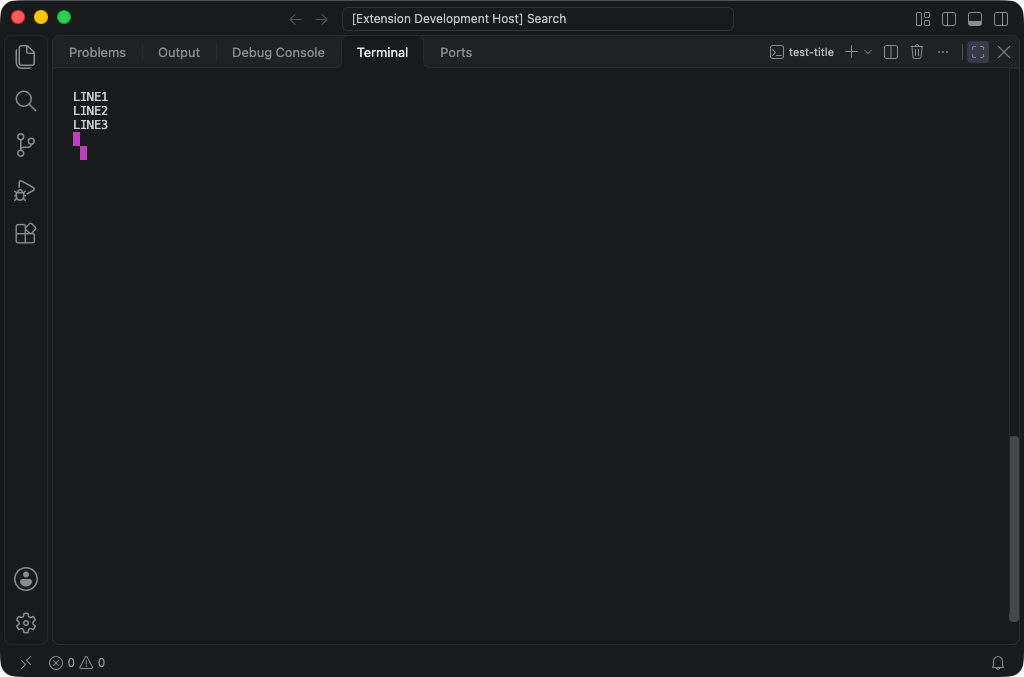 [Extension Development Host] Search
Problems
Output
Debug Console
Terminal
Ports
test-title
LINE1
LINE2
LINE3
0
0